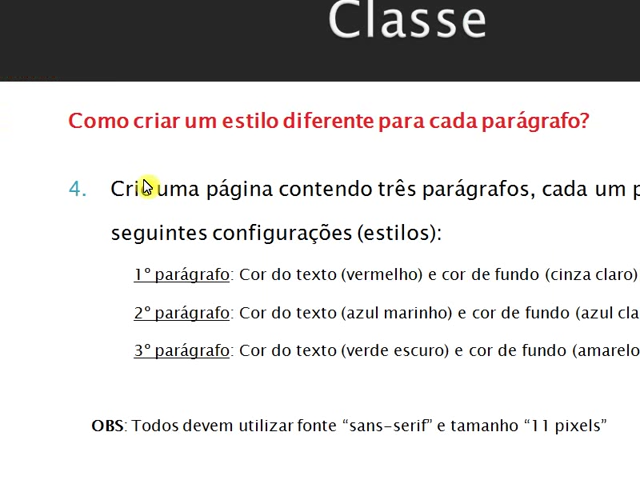 Classe
Como criar um estilo diferente para cada parágrafo?
4. Crie uma página contendo três parágrafos, cada um
seguintes configurações (estilos):
1º parágrafo: Cor do texto (vermelho) e cor de fundo (cinza claro)
2º parágrafo: Cor do texto (azul marinho) e cor de fundo (azul
3º parágrafo: Cor do texto (verde escuro) e cor de fundo (amarelo
OBS: Todos devem utilizar fonte “sans-serif” e tamanho “11 pixels”